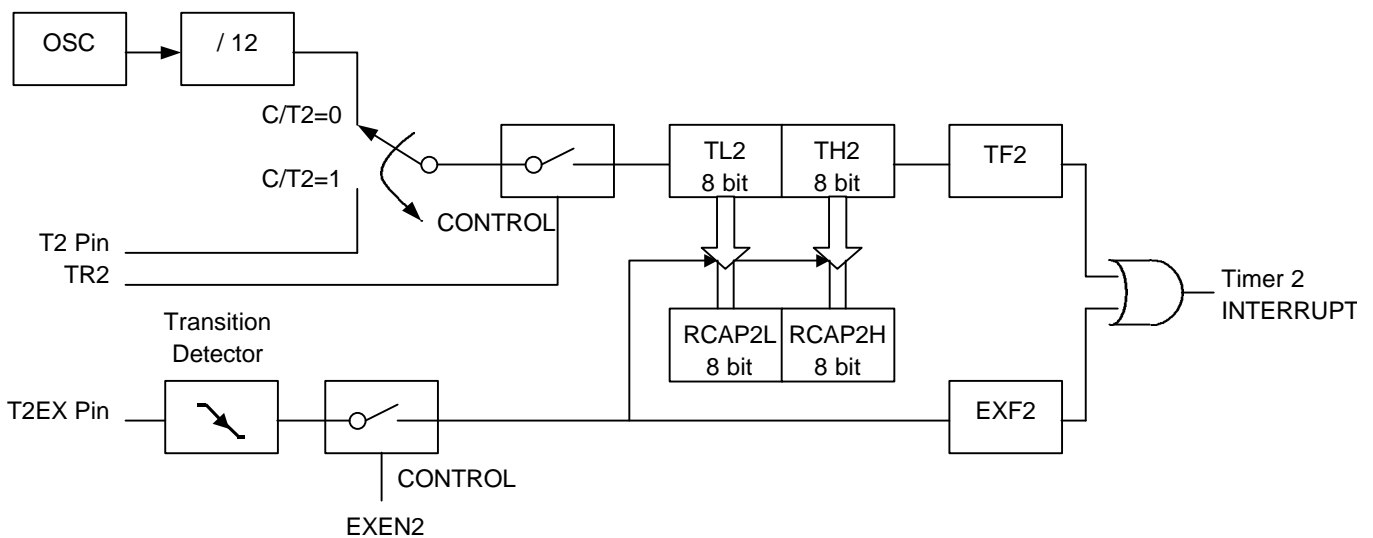 OSC
/ 12
C/T2=0
C/T2=1
CONTROL
T2 Pin
TR2
TL2
8 bit
TH2
8 bit
TF2
RCAP2L
8 bit
RCAP2H
8 bit
Timer 2
INTERRUPT
Transition
Detector
T2EX Pin
CONTROL
EXEN2
EXF2